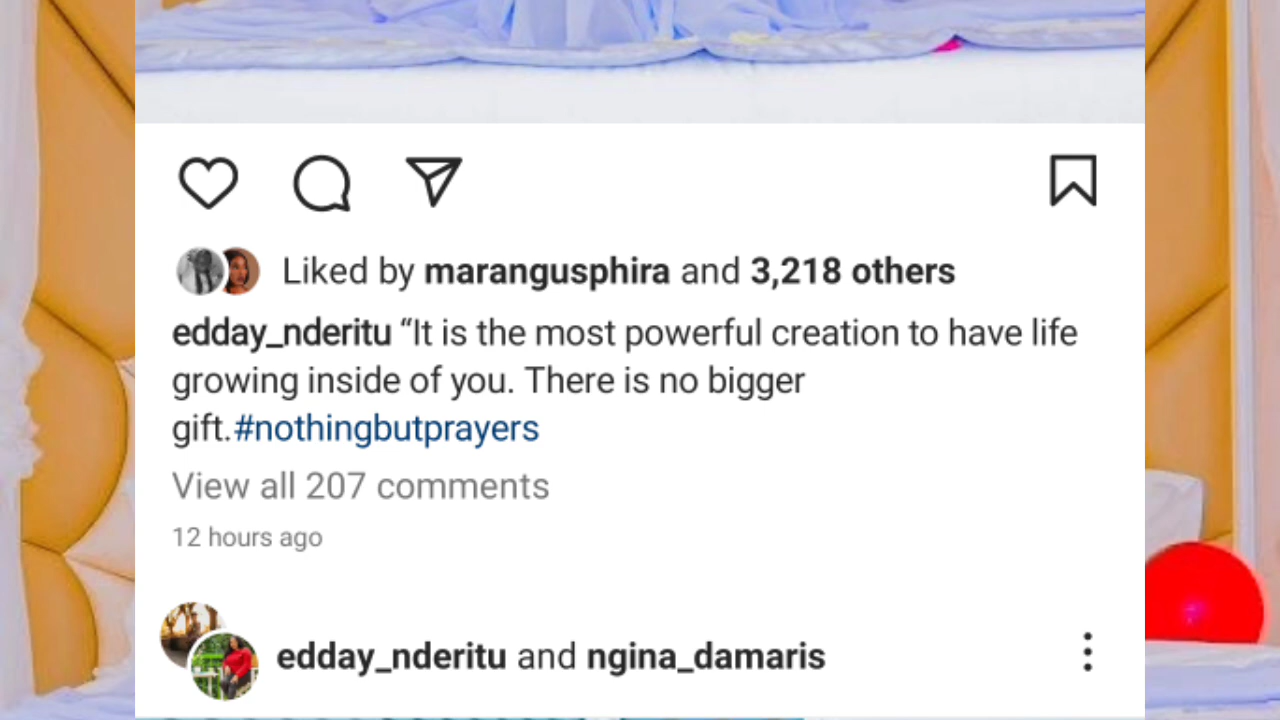 Liked by marangusphira and 3,218 others
edday_nderitu “It is the most powerful creation to have life
growing inside of you. There is no bigger
gift.#nothingbutprayers
View all 207 comments
12 hours ago
edday_nderitu and ngina_damaris